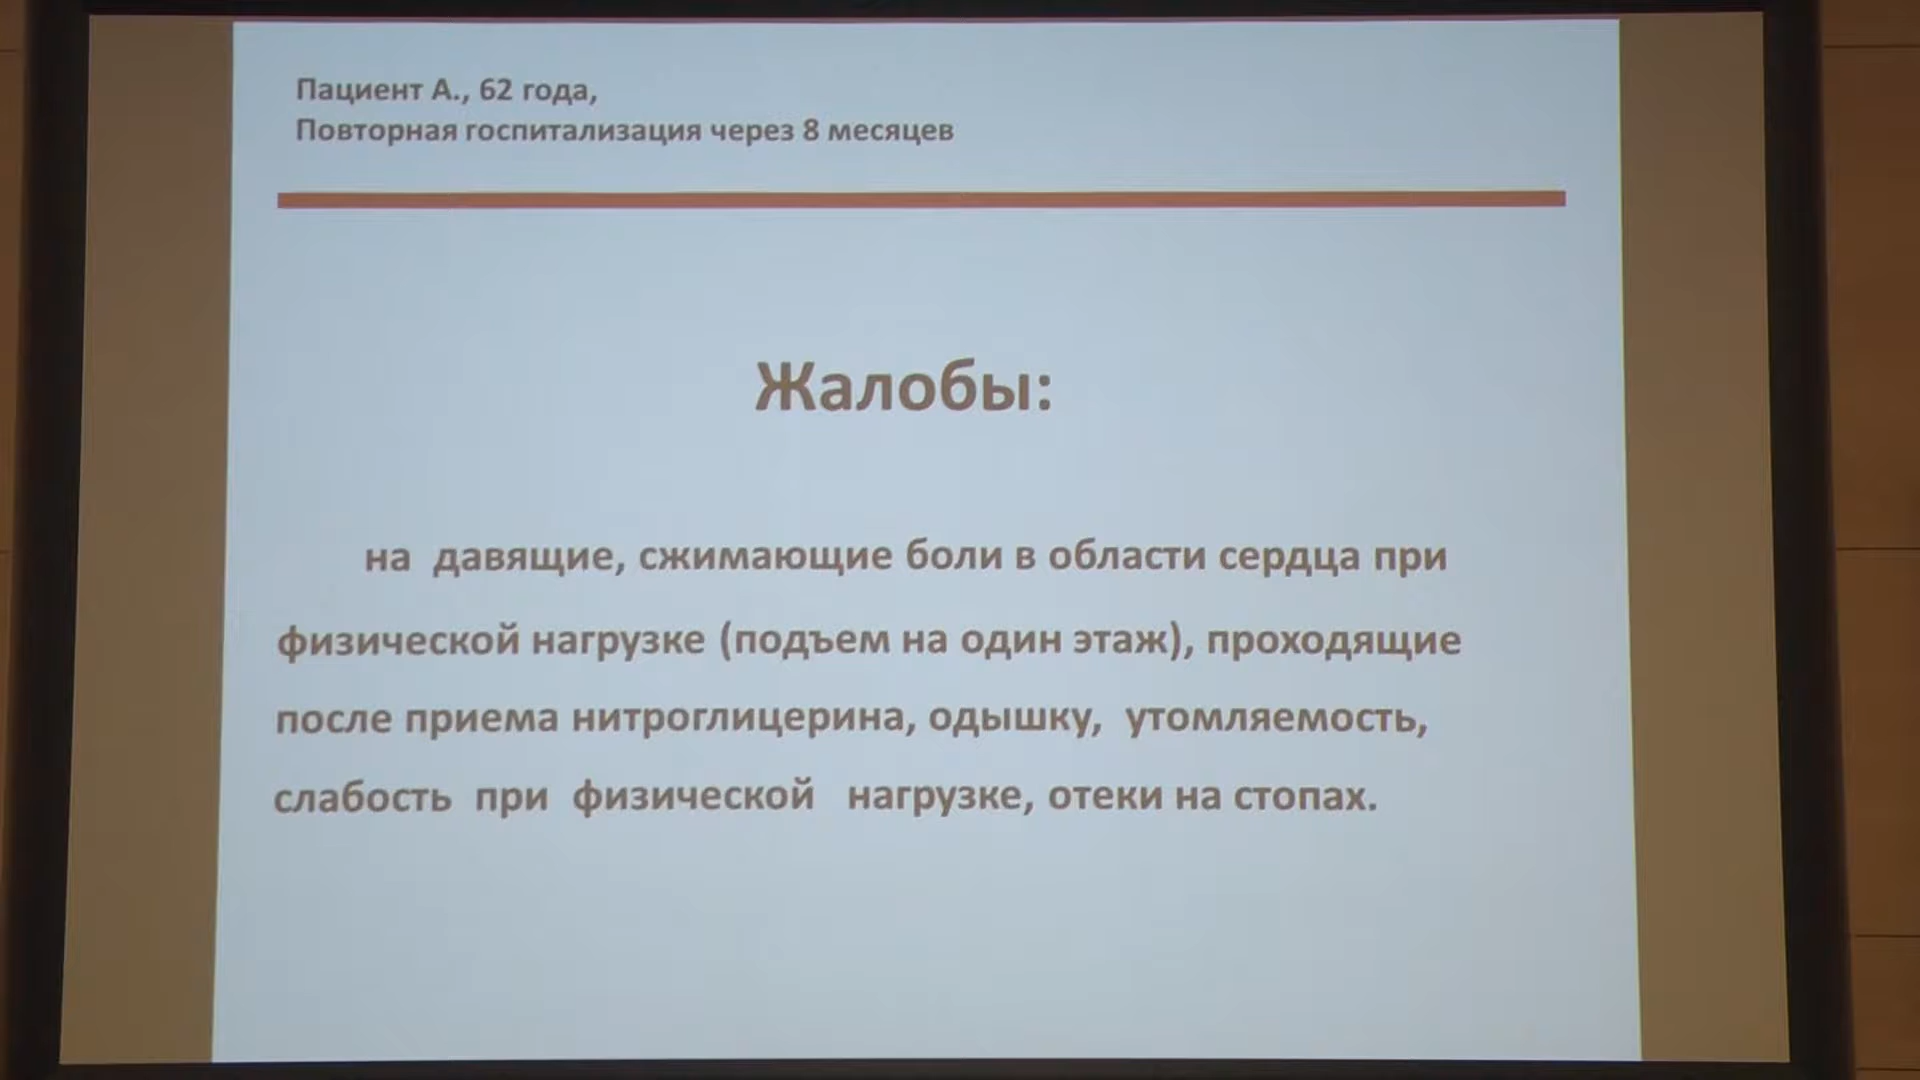 Пациент А., 62 года,
Повторная госпитализация через 8 месяцев
Жалобы:
на давящие, сжимающие боли в области сердца при
физической нагрузке (подъем на один этаж), проходящие
после приема нитроглицерина, одышку, утомляемость,
слабость при физической нагрузке, отеки на стопах.